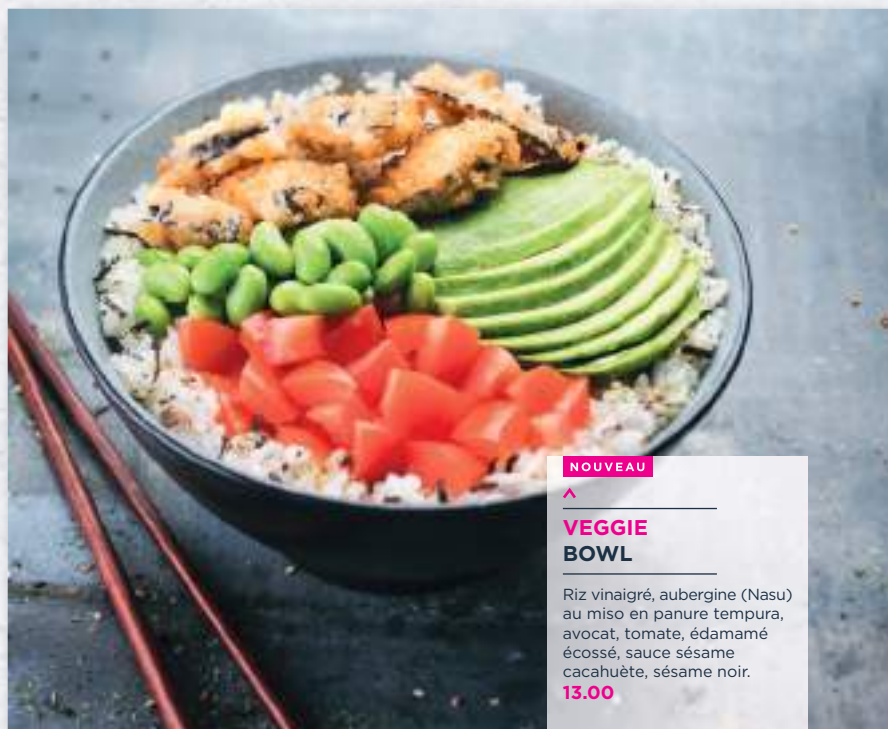 NOUVEAU
VEGGIE
BOWL
Riz vinaigré, aubergine (Nasu)
au miso en panure tempura,
avocat, tomate, édamamé
écossé, sauce sésame
cacahuète, sésame noir.
13.00